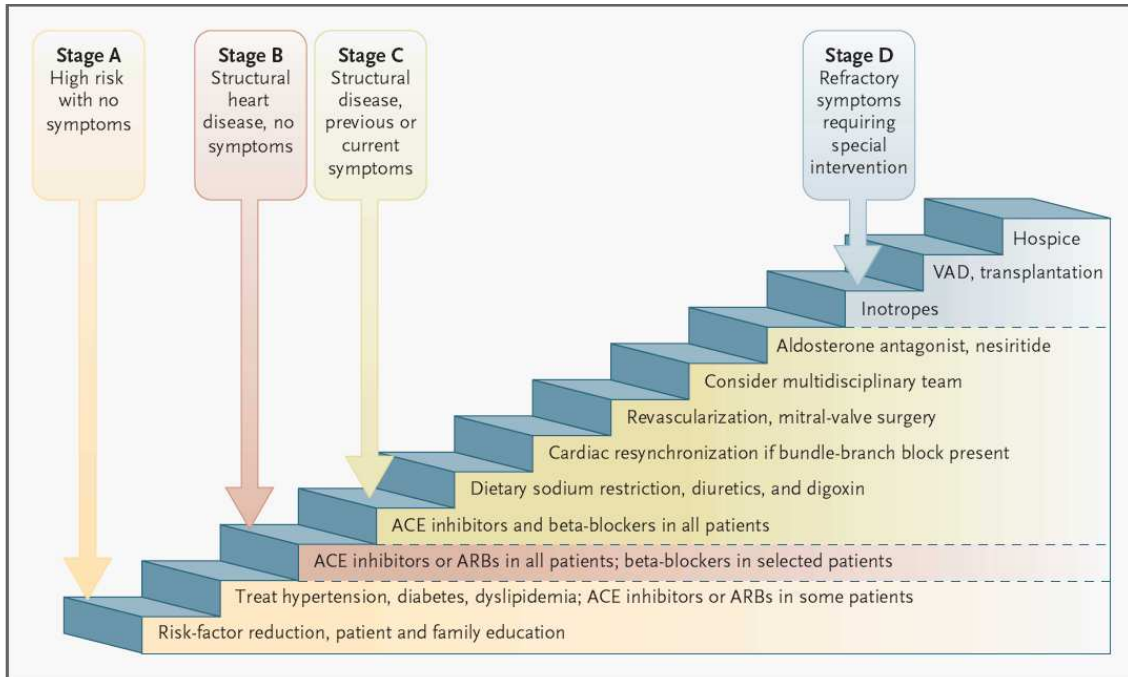 Stage A
High risk
with no
symptoms
Stage B
Structural
heart
disease, no
symptoms
Stage C
Structural
disease,
previous or
current
symptoms
Stage D
Refractory
symptoms
requiring
special
intervention
Hospice
VAD, transplantation
Inotropes
Aldosterone antagonist, nesiritide
Consider multidisciplinary team
Revascularization, mitral-valve surgery
Cardiac resynchronization if bundle-branch block present
Dietary sodium restriction, diuretics, and digoxin
ACE inhibitors and beta-blockers in all patients
ACE inhibitors or ARBs in all patients; beta-blockers in selected patients
Treat hypertension, diabetes, dyslipidemia; ACE inhibitors or ARBs in some patients
Risk-factor reduction, patient and family education